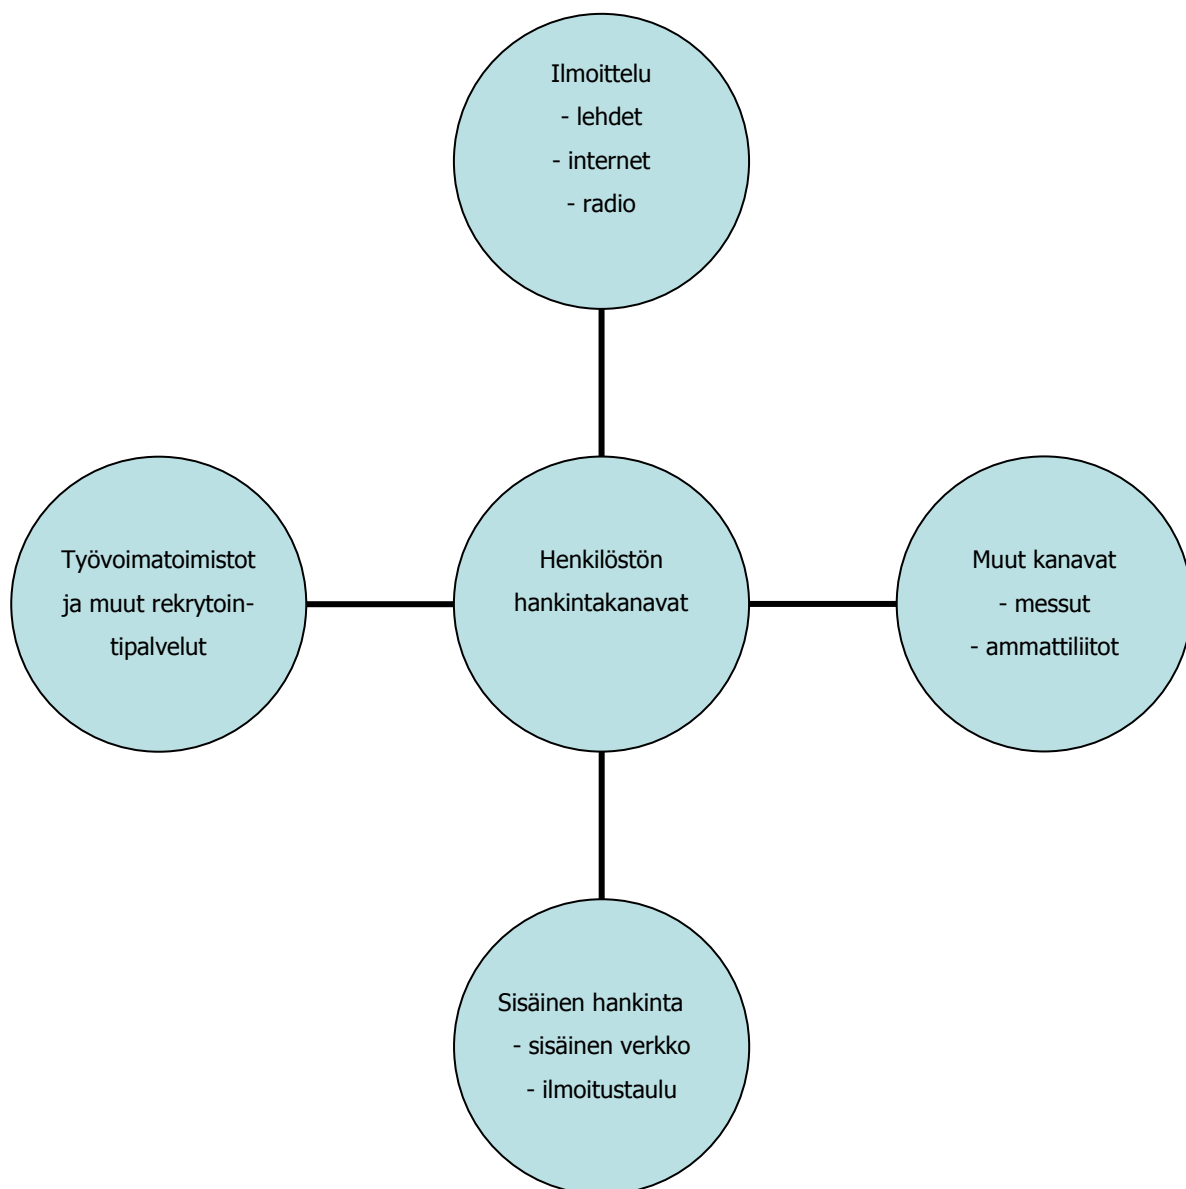 Ilmoittelu
- lehdet
- internet
- radio
Työvoimatoimistot
ja muut rekrytoin-
tipalvelut
Henkilöstön
hankintakanavat
Muut kanavat
- messut
- ammattiliitot
Sisäinen hankinta
- sisäinen verkko
- ilmoitustaulu